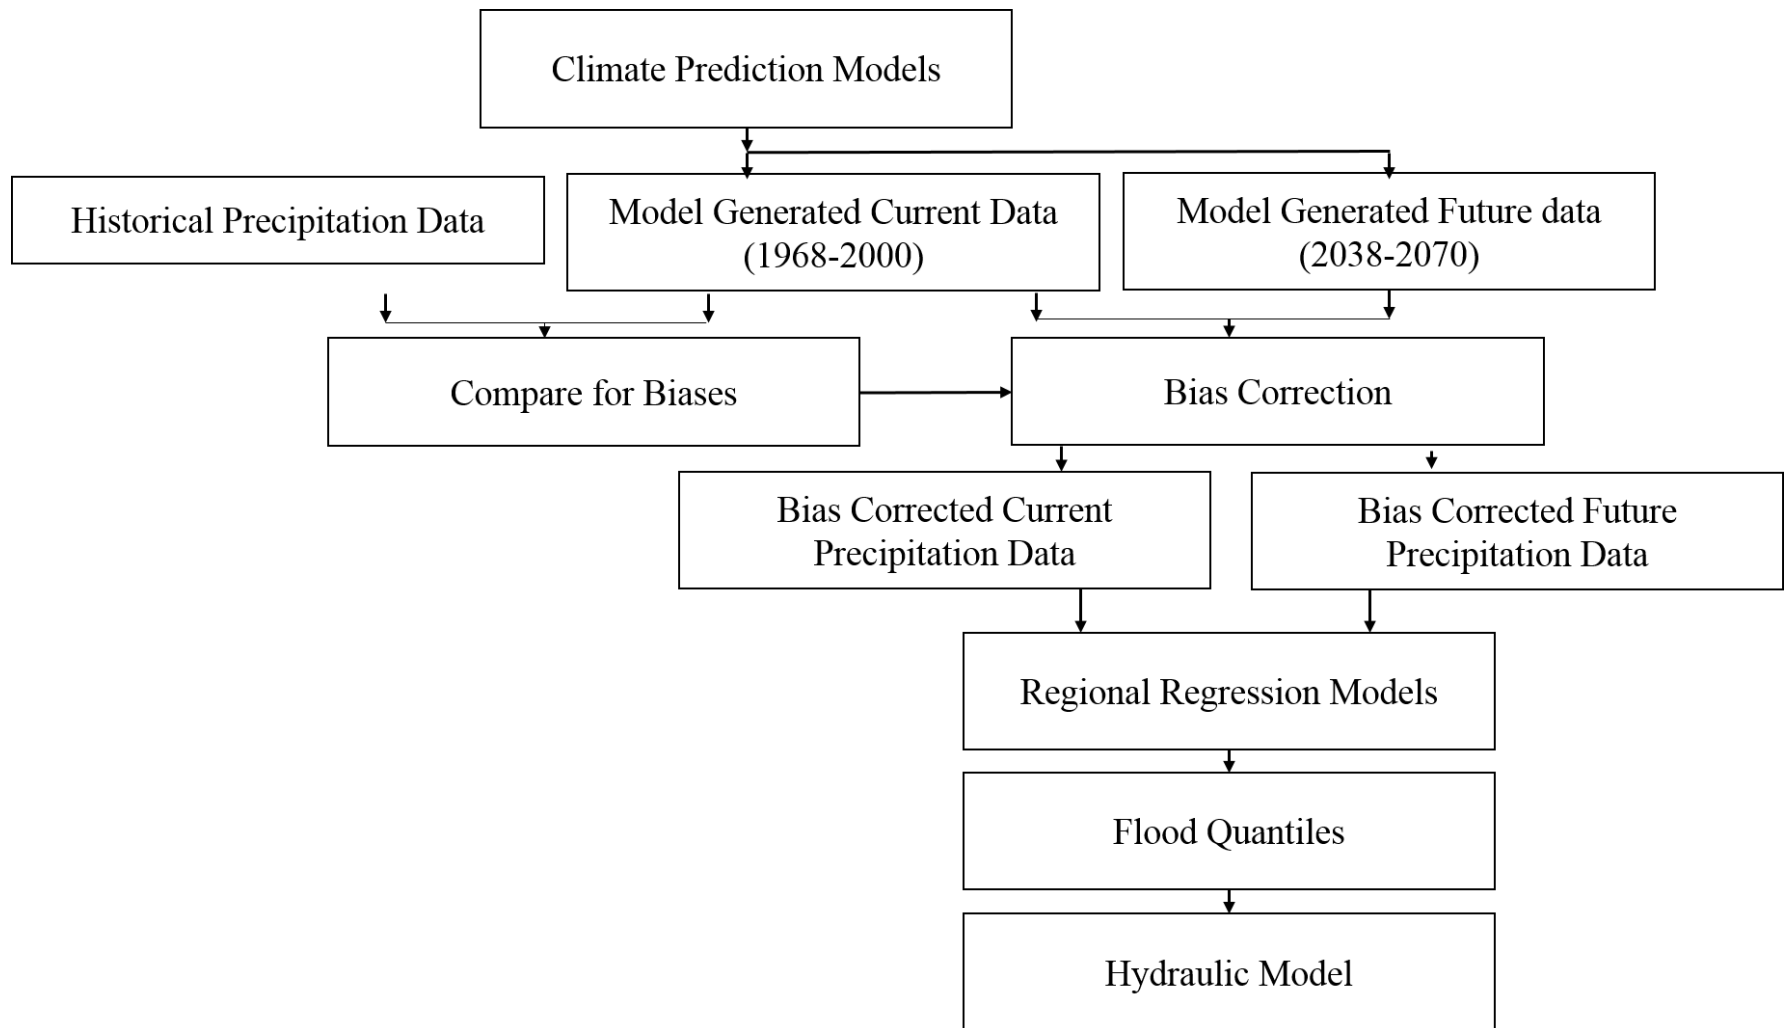 Climate Prediction Models
Historical Precipitation Data
Model Generated Current Data
(1968-2000)
Model Generated Future data
(2038-2070)
Compare for Biases
Bias Correction
Bias Corrected Current
Precipitation Data
Bias Corrected Future
Precipitation Data
Regional Regression Models
Flood Quantiles
Hydraulic Model